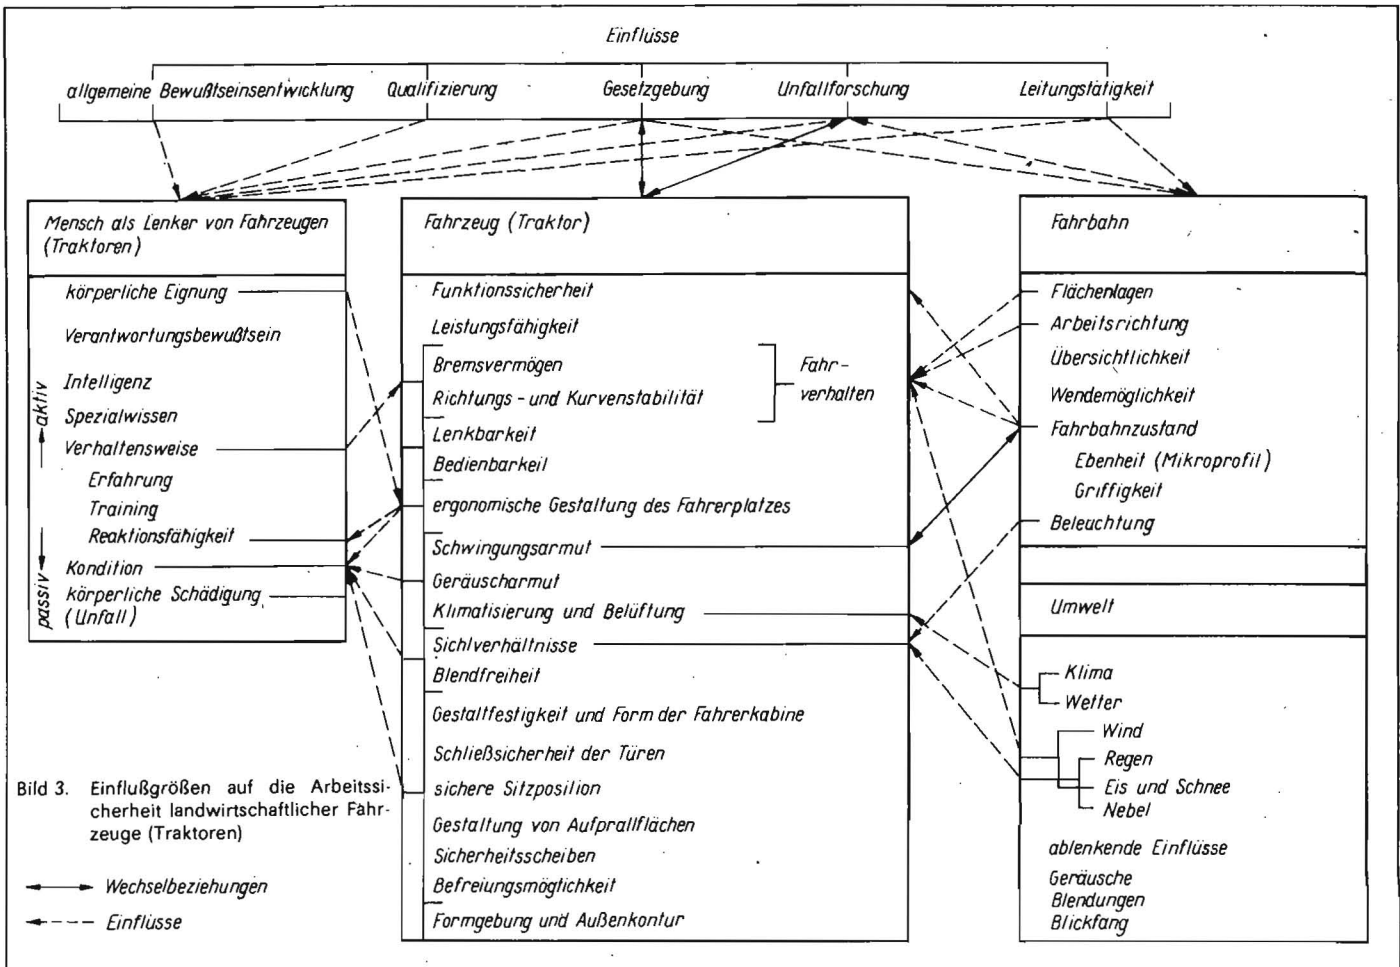 Einflüsse
allgemeine Bewußtseinsentwicklung Qualifizierung Gesetzgebung Unfallforschung Leitungstätigkeit
Mensch als Lenker von Fahrzeugen
(Traktoren)
körperliche Eignung
Verantwortungsbewußtsein
Intelligenz
Spezialwissen
Verhaltensweise
Erfahrung
Training
Reaktionsfähigkeit
Kondition
körperliche Schädigung
(Unfall)
aktiv
passiv
Fahrzeug (Traktor)
Funktionssicherheit
Leistungsfähigkeit
Bremsvermögen
Richtungs- und Kurvenstabilität
Fahr-
verhalten
Lenkbarkeit
Bedienbarkeit
ergonomische Gestaltung des Fahrerplatzes
Schwingungsarmut
Geräuscharmut
Klimatisierung und Belüftung
Sichtverhältnisse
Blendfreiheit
Gestaltfestigkeit und Form der Fahrerkabine
Schließsicherheit der Türen
sichere Sitzposition
Gestaltung von Aufprallflächen
Sicherheitsscheiben
Befreiungsmöglichkeit
Formgebung und Außenkontur
Fahrbahn
Flächenlagen
Arbeitsrichtung
Übersichtlichkeit
Wendemöglichkeit
Fahrbahnzustand
Ebenheit (Mikroprofil)
Griffigkeit
Beleuchtung
Umwelt
Klima
Wetter
Wind
Regen
Eis und Schnee
Nebel
ablenkende Einflüsse
Geräusche
Blendungen
Blickfang
Bild 3. Einflußgrößen auf die Arbeitssi-
cherheit landwirtschaftlicher Fahr-
zeuge (Traktoren)
Wechselbeziehungen
Einflüsse